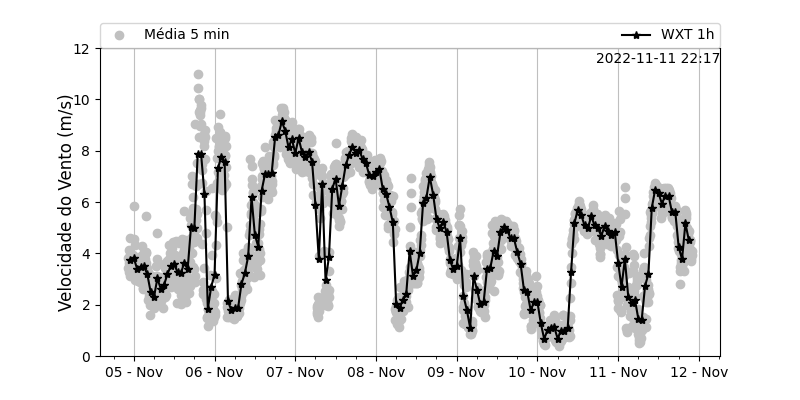 Média 5 min
WXT 1h
2022-11-11 22:17
Velocidade do Vento (m/s)
12
10
8
6
4
2
0
05 - Nov
06 - Nov
07 - Nov
08 - Nov
09 - Nov
10 - Nov
11 - Nov
12 - Nov